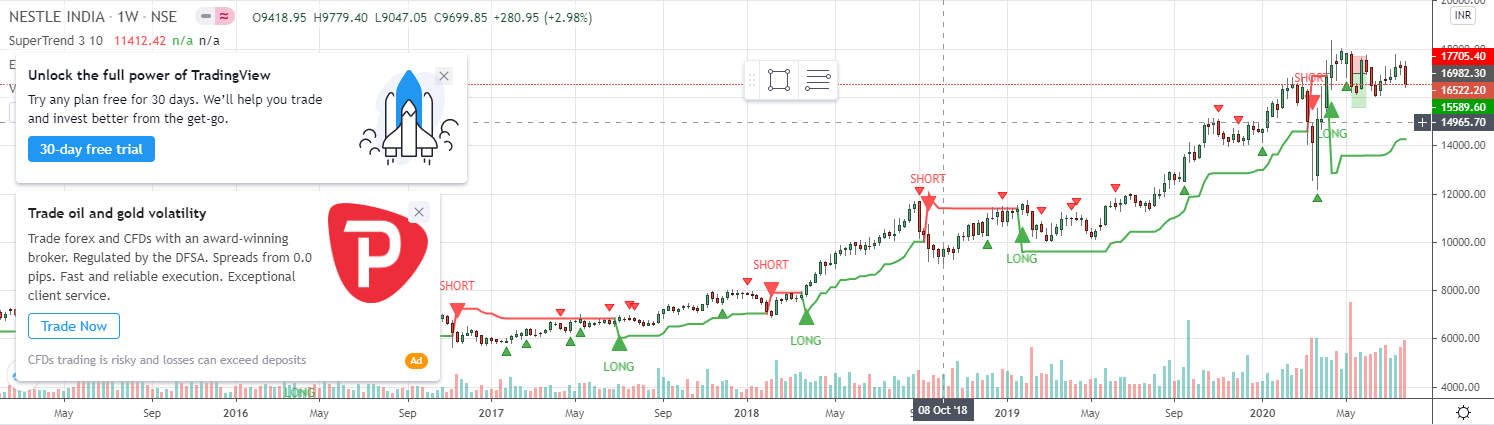 NESTLE INDIA · 1W · NSE
O9418.95 H9779.40 L9047.05 C9699.85 +280.95 (+2.98%)
SuperTrend 3 10 11412.42 n/a n/a
Unlock the full power of TradingView
Try any plan free for 30 days. We'll help you trade
and invest better from the get-go.
30-day free trial
Trade oil and gold volatility
Trade forex and CFDs with an award-winning
broker. Regulated by the DFSA. Spreads from 0.0
pips. Fast and reliable execution. Exceptional
client service.
Trade Now
CFDs trading is risky and losses can exceed deposits
Ad
P
SHORT
LONG
LONG
SHORT
LONG
SHORT
LONG
SHORT
LONG
INR
17705.40
16982.30
16522.20
15589.60
14965.70
14000.00
12000.00
10000.00
8000.00
6000.00
4000.00
May
Sep
2016
May
Sep
2017
May
Sep
2018
May
08 Oct '18
2019
May
Sep
2020
May